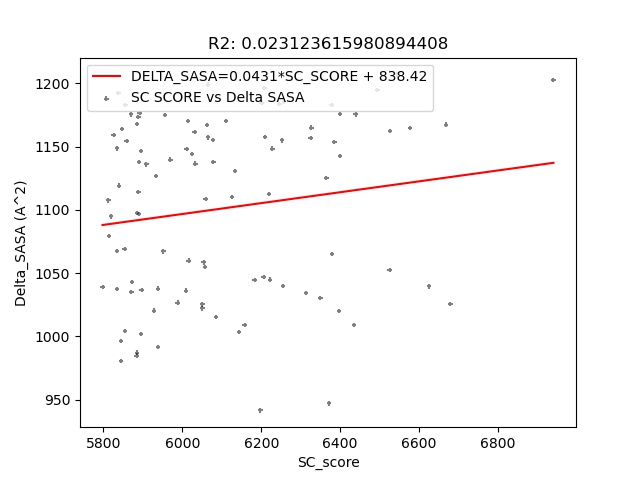 R2: 0.023123615980894408
DELTA_SASA=0.0431*SC_SCORE + 838.42
SC SCORE vs Delta SASA
Delta_SASA (A^2)
1200
1150
1100
1050
1000
950
5800 6000 6200 6400 6600 6800
SC_score